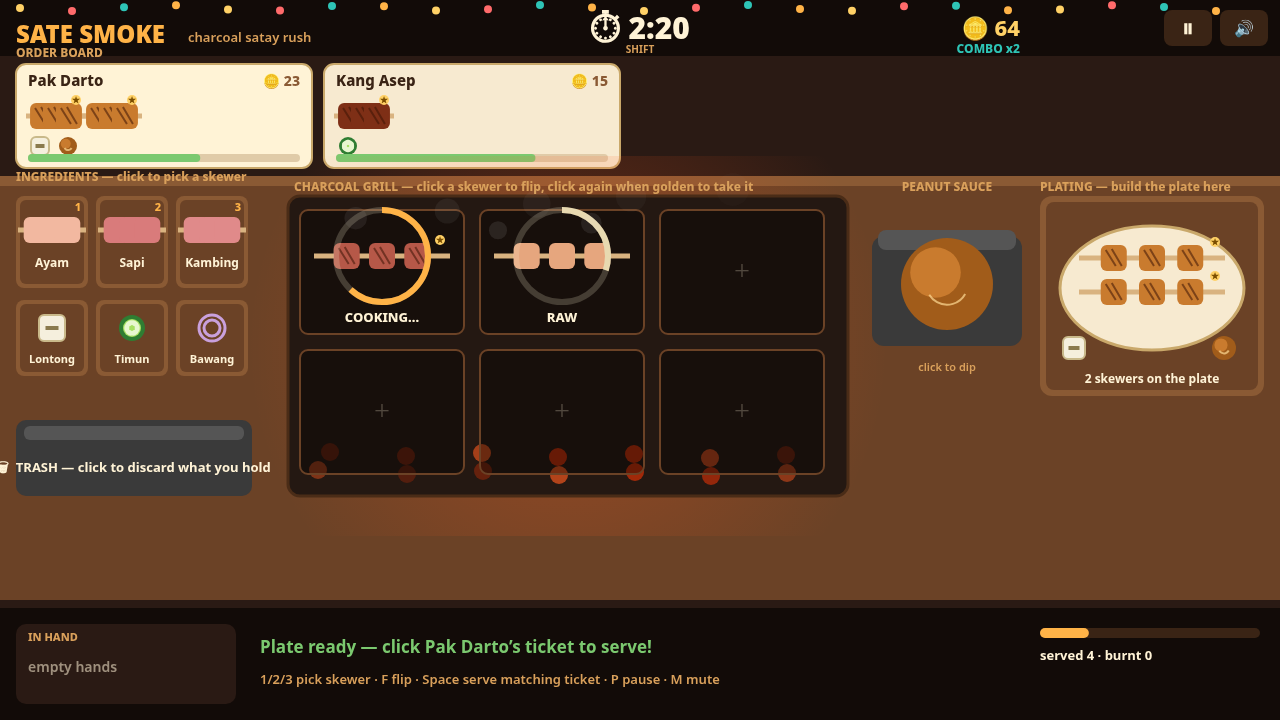 SATE SMOKE
charcoal satay rush
2:20
SHIFT
64
COMBO x2
ORDER BOARD
Pak Darto
23
Kang Asep
15
INGREDIENTS — click to pick a skewer
CHARCOAL GRILL — click a skewer to flip, click again when golden to take it
PEANUT SAUCE
PLATING — build the plate here
1
2
3
Ayam
Sapi
Kambing
Lontong
Timun
Bawang
COOKING...
RAW
+
+
+
+
click to dip
2 skewers on the plate
TRASH — click to discard what you hold
IN HAND
empty hands
Plate ready — click Pak Darto’s ticket to serve!
1/2/3 pick skewer · F flip · Space serve matching ticket · P pause · M mute
served 4 · burnt 0